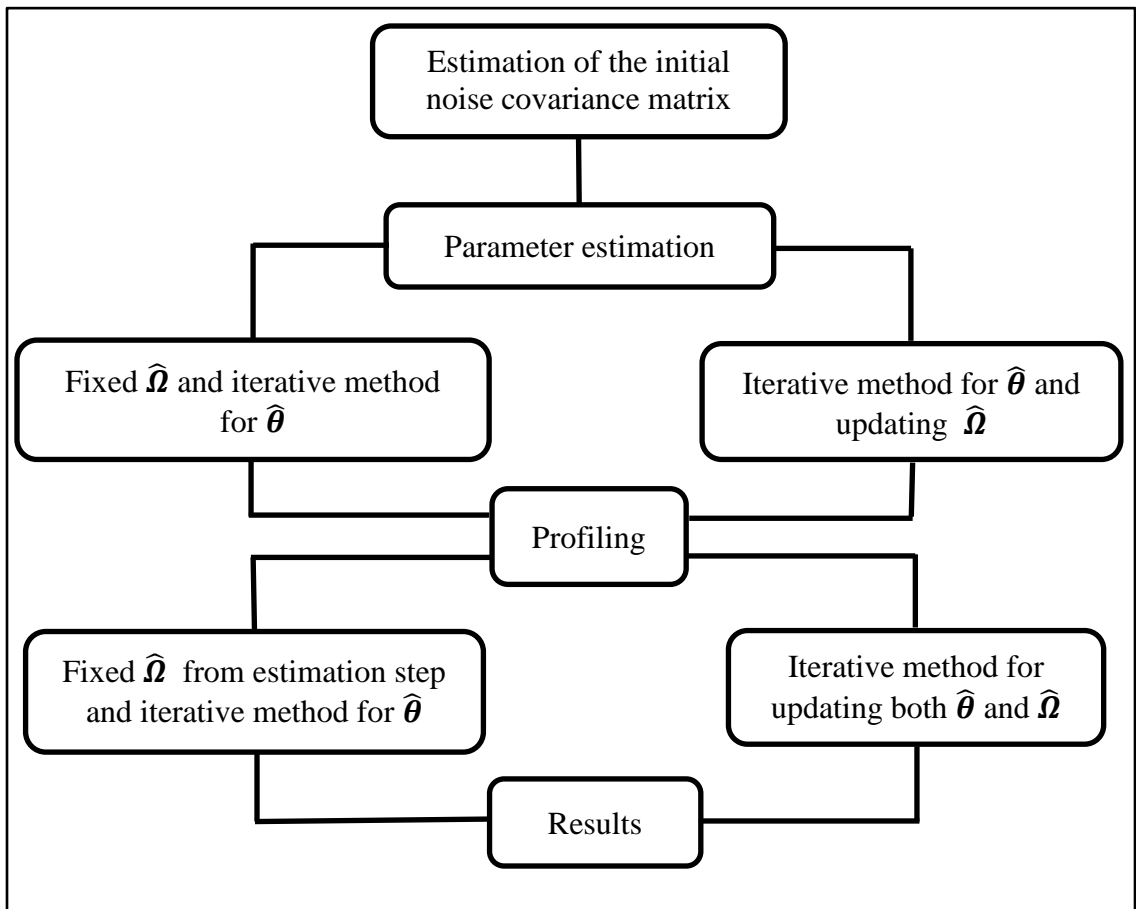 Estimation of the initial
noise covariance matrix
Parameter estimation
Fixed Ω̂ and iterative method
for θ̂
Iterative method for θ̂ and
updating Ω̂
Profiling
Fixed Ω̂ from estimation step
and iterative method for θ̂
Iterative method for
updating both θ̂ and Ω̂
Results